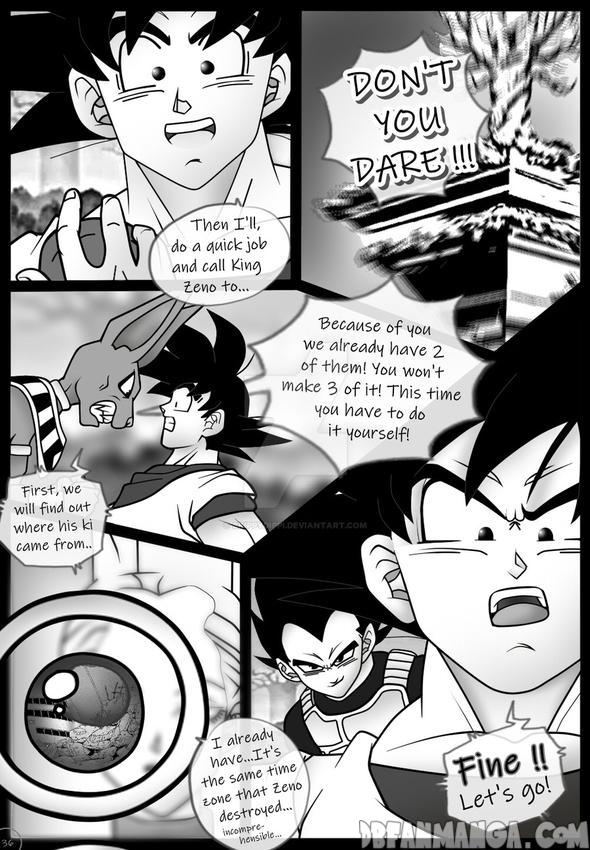 Then I'll,
do a quick job
and call King
Zeno to...
DON'T
YOU
DARE !!!
Because of you
we already have 2
of them! You won't
make 3 of it! This time
you have to do
it yourself!
First, we
will find out
where his ki
came from..
I already
have...It's
the same time
zone that Zeno
destroyed...
incompre-
hensible...
Fine !!
Let's go!
36
DBFANMANGA.COM